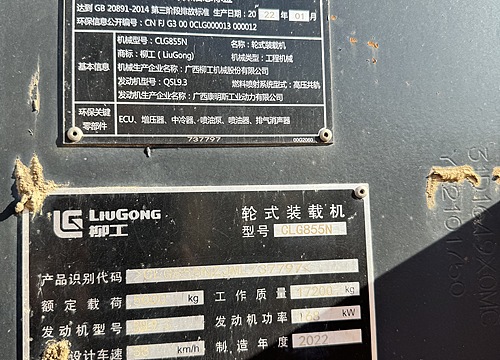 达到 GB 20891-2014 第三阶段排放标准 生产日期: 20 22 年 01 月
环保信息公开编号: CN FJ G3 00 0CLG000013 000012
基本信息
机械型号: CLG855N 名称: 轮式装载机
商标: 柳工 (LiuGong) 机械类型: 工程机械
机械生产企业名称: 广西柳工机械股份有限公司
发动机型号: QSL9.3 燃料喷射系统型式: 高压共轨
发动机生产企业名称: 广西康明斯工业动力有限公司
环保关键零部件
ECU、增压器、中冷器、喷油泵、喷油器、排气消声器
737797
LIUGONG 柳工
轮式装载机
型号 CLG855N
产品识别代码
额定载荷 kg 工作质量 17200 kg
发动机型号 发动机功率 168 kW
设计车速 km/h 制造年度 2022